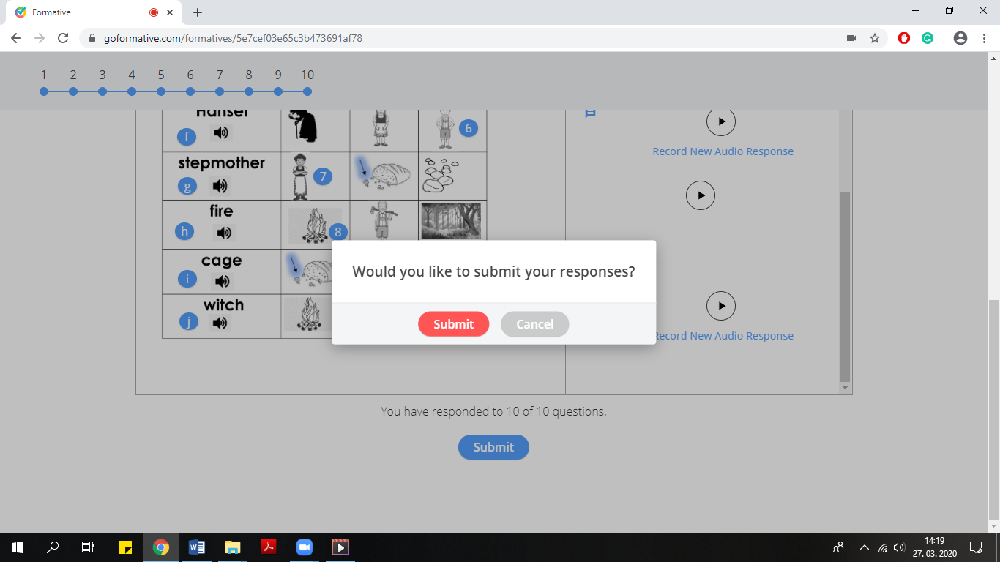 Formative
goformative.com/formatives/5e7cef03e65c3b473691af78
1 2 3 4 5 6 7 8 9 10
Hansel
f
6
Record New Audio Response
stepmother
g
7
fire
h
8
cage
i
witch
j
Would you like to submit your responses?
Submit Cancel
Record New Audio Response
You have responded to 10 of 10 questions.
Submit
14:19
27. 03. 2020